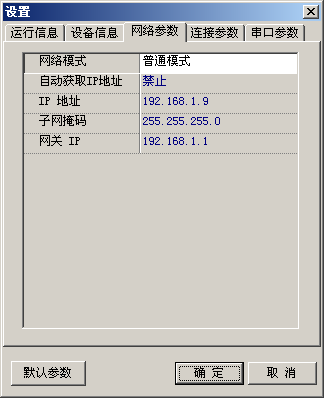 设置
运行信息 设备信息 网络参数 连接参数 串口参数
网络模式 普通模式
自动获取IP地址 禁止
IP 地址 192.168.1.9
子网掩码 255.255.255.0
网关 IP 192.168.1.1
默认参数 确 定 取 消